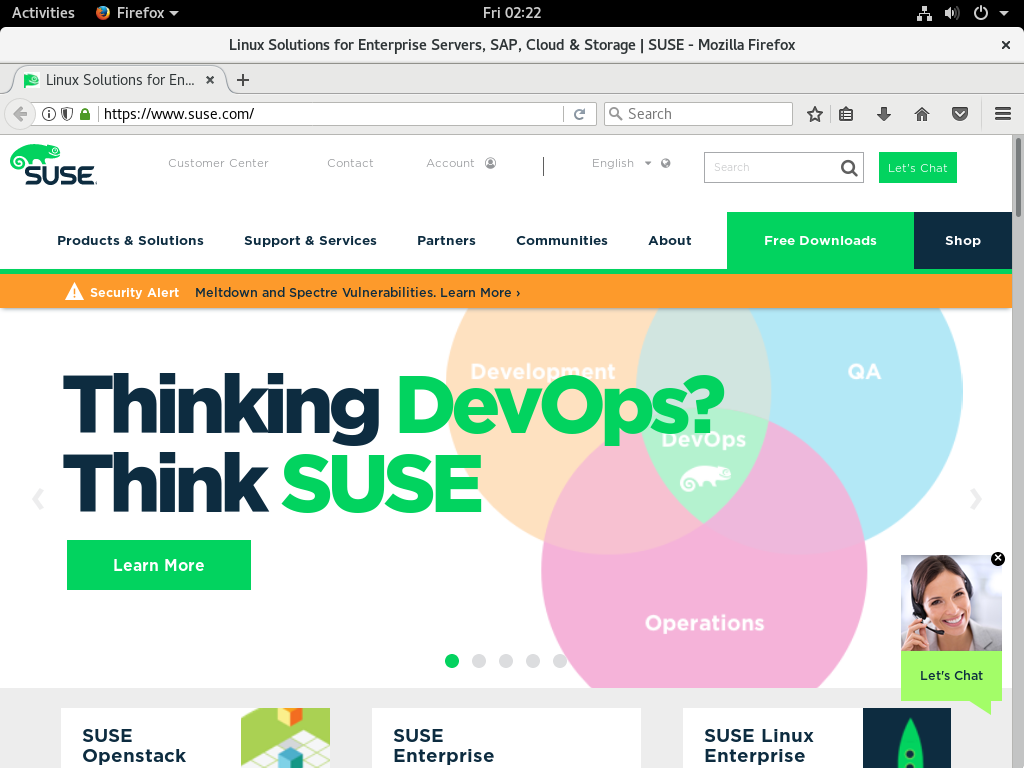 Activities Firefox Fri 02:22
Linux Solutions for Enterprise Servers, SAP, Cloud & Storage | SUSE - Mozilla Firefox
Linux Solutions for En...
https://www.suse.com/ Search
SUSE
Customer Center Contact Account English Search Let's Chat
Products & Solutions Support & Services Partners Communities About Free Downloads Shop
Security Alert Meltdown and Spectre Vulnerabilities. Learn More ›
Development QA
Thinking DevOps?
DevOps
Think SUSE
Learn More
Operations
Let's Chat
SUSE
Openstack
SUSE
Enterprise
SUSE Linux
Enterprise